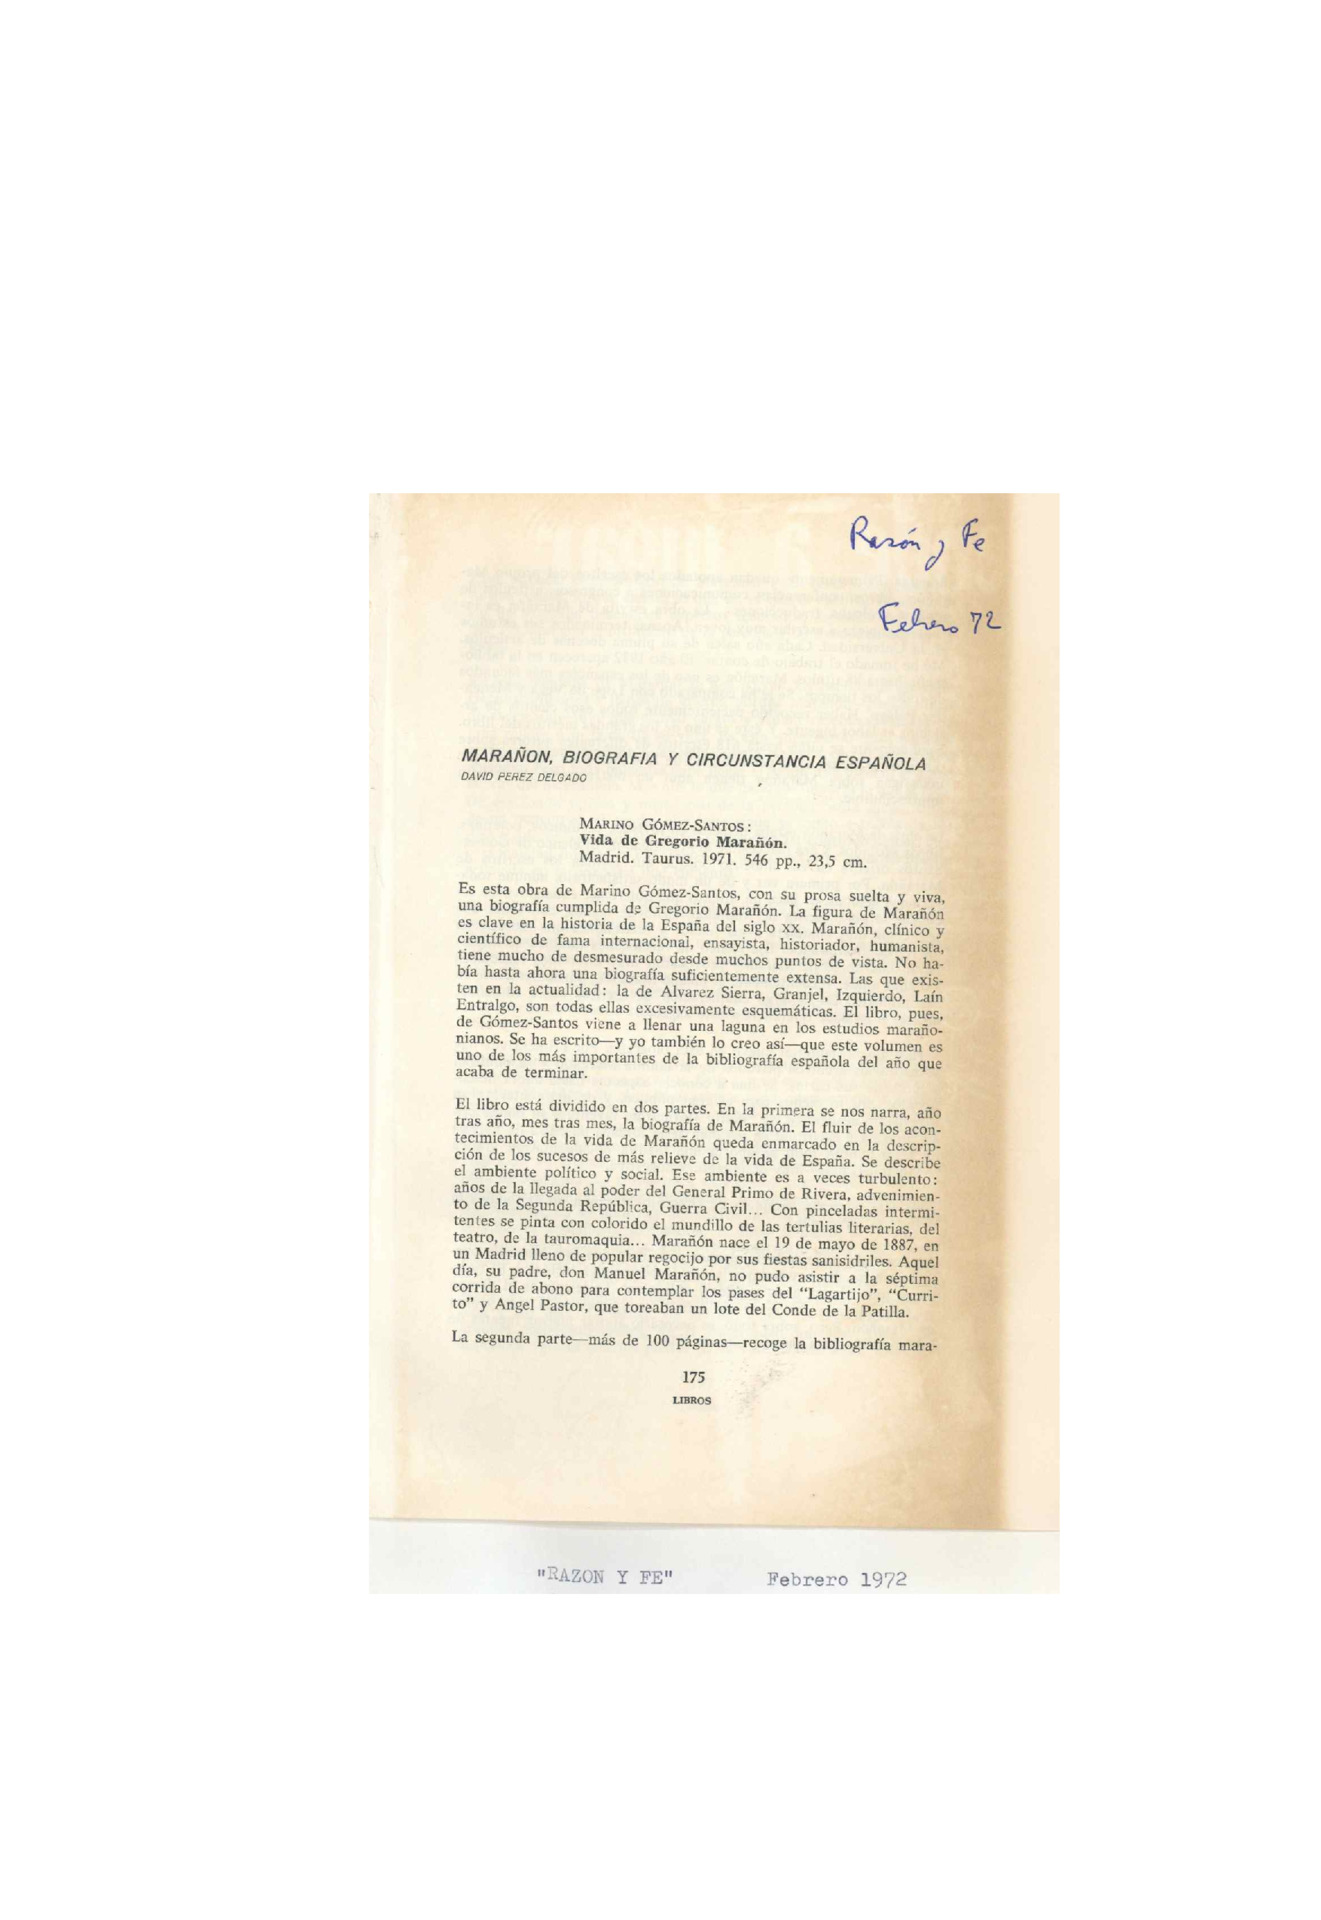 Razón y Fe
Febrero 72
MARAÑON, BIOGRAFIA Y CIRCUNSTANCIA ESPAÑOLA
DAVID PEREZ DELGADO
MARINO GÓMEZ-SANTOS:
Vida de Gregorio Marañón.
Madrid. Taurus. 1971. 546 pp., 23,5 cm.
Es esta obra de Marino Gómez-Santos, con su prosa suelta y viva,
una biografía cumplida de Gregorio Marañón. La figura de Marañón
es clave en la historia de la España del siglo XX. Marañón, clínico y
científico de fama internacional, ensayista, historiador, humanista,
tiene mucho de desmesurado desde muchos puntos de vista. No ha-
bía hasta ahora una biografía suficientemente extensa. Las que exis-
ten en la actualidad: la de Alvarez Sierra, Granjel, Izquierdo, Laín
Entralgo, son todas ellas excesivamente esquemáticas. El libro, pues,
de Gómez-Santos viene a llenar una laguna en los estudios maraño-
nianos. Se ha escrito—y yo también lo creo así—que este volumen es
uno de los más importantes de la bibliografía española del año que
acaba de terminar.
El libro está dividido en dos partes. En la primera se nos narra, año
tras año, mes tras mes, la biografía de Marañón. El fluir de los acon-
tecimientos de la vida de Marañón queda enmarcado en la descrip-
ción de los sucesos de más relieve de la vida de España. Se describe
el ambiente político y social. Ese ambiente es a veces turbulento:
años de la llegada al poder del General Primo de Rivera, advenimien-
to de la Segunda República, Guerra Civil... Con pinceladas intermi-
tentes se pinta con colorido el mundillo de las tertulias literarias, del
teatro, de la tauromaquia... Marañón nace el 19 de mayo de 1887, en
un Madrid lleno de popular regocijo por sus fiestas sanisidriles. Aquel
día, su padre, don Manuel Marañón, no pudo asistir a la séptima
corrida de abono para contemplar los pases del "Lagartijo", "Curri-
to" y Angel Pastor, que toreaban un lote del Conde de la Patilla.
La segunda parte—más de 100 páginas—recoge la bibliografía mara-
175
LIBROS
"RAZON Y FE" Febrero 1972